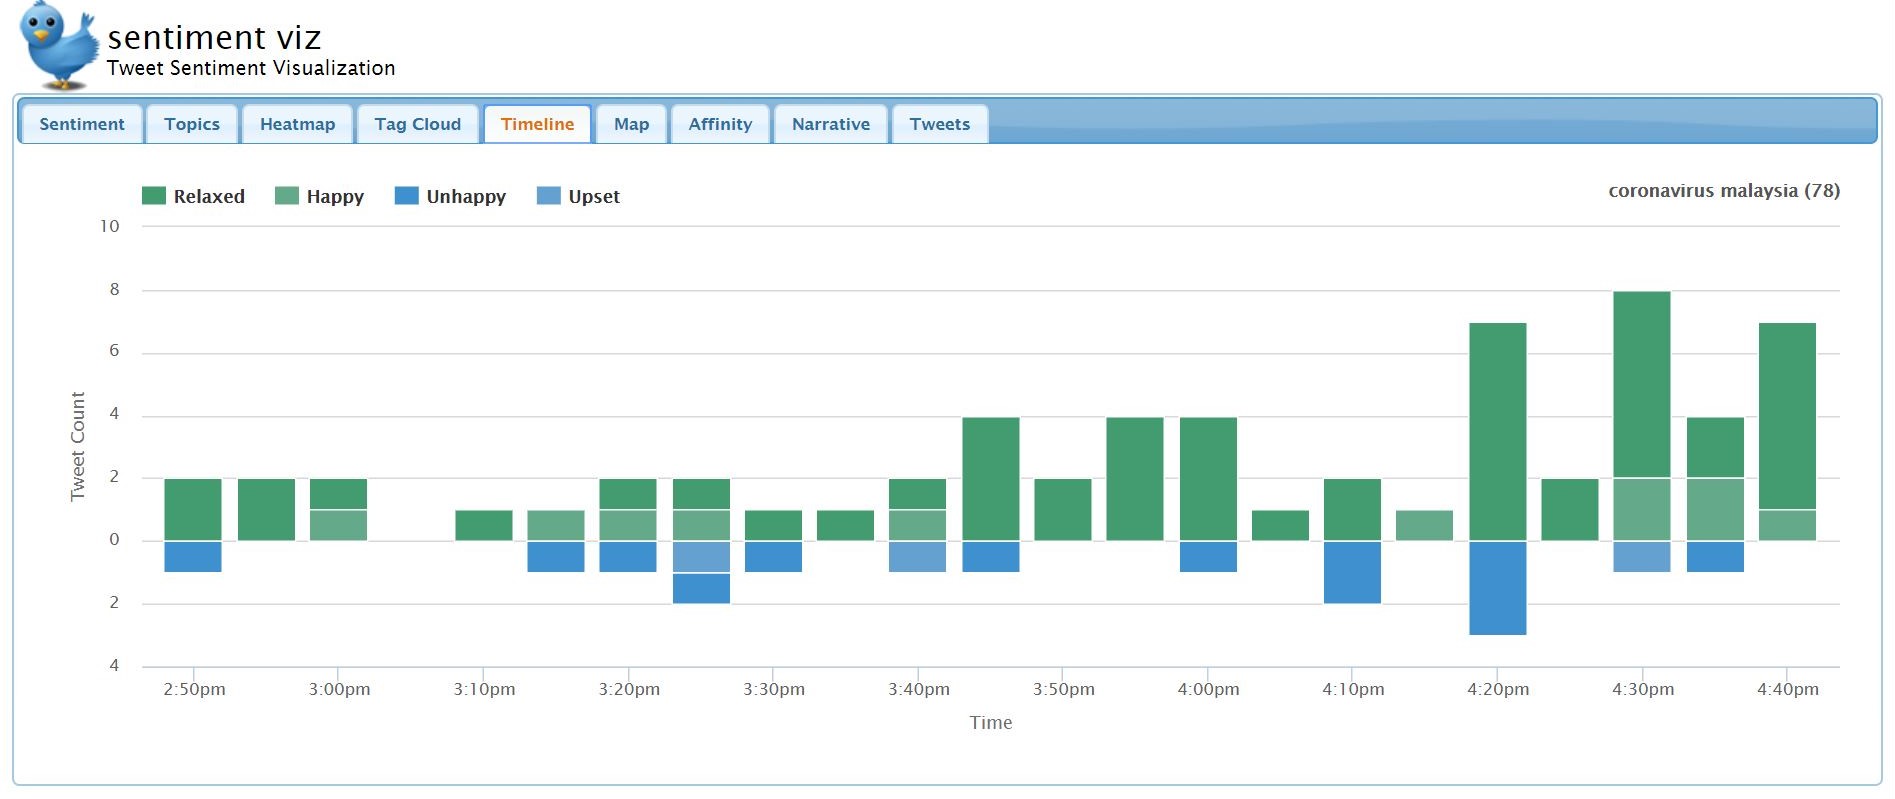 sentiment viz
Tweet Sentiment Visualization
Sentiment Topics Heatmap Tag Cloud Timeline Map Affinity Narrative Tweets
Relaxed Happy Unhappy Upset
coronavirus malaysia (78)
10
8
6
4
2
0
2
4
Tweet Count
2:50pm 3:00pm 3:10pm 3:20pm 3:30pm 3:40pm 3:50pm 4:00pm 4:10pm 4:20pm 4:30pm 4:40pm
Time